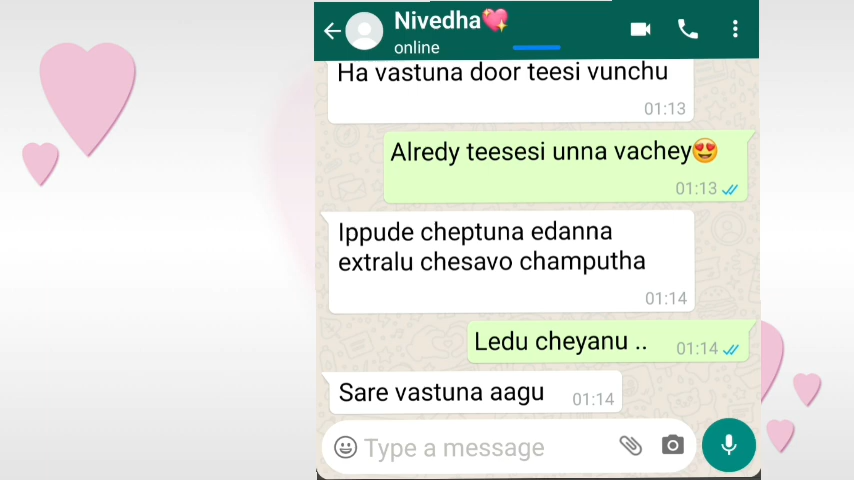 Nivedha💖
online
Ha vastuna door teesi vunchu
01:13
Alredy teesesi unna vachey😍
01:13
Ippude cheptuna edanna
extralu chesavo champutha
01:14
Ledu cheyanu ..
01:14
Sare vastuna aagu
01:14
Type a message